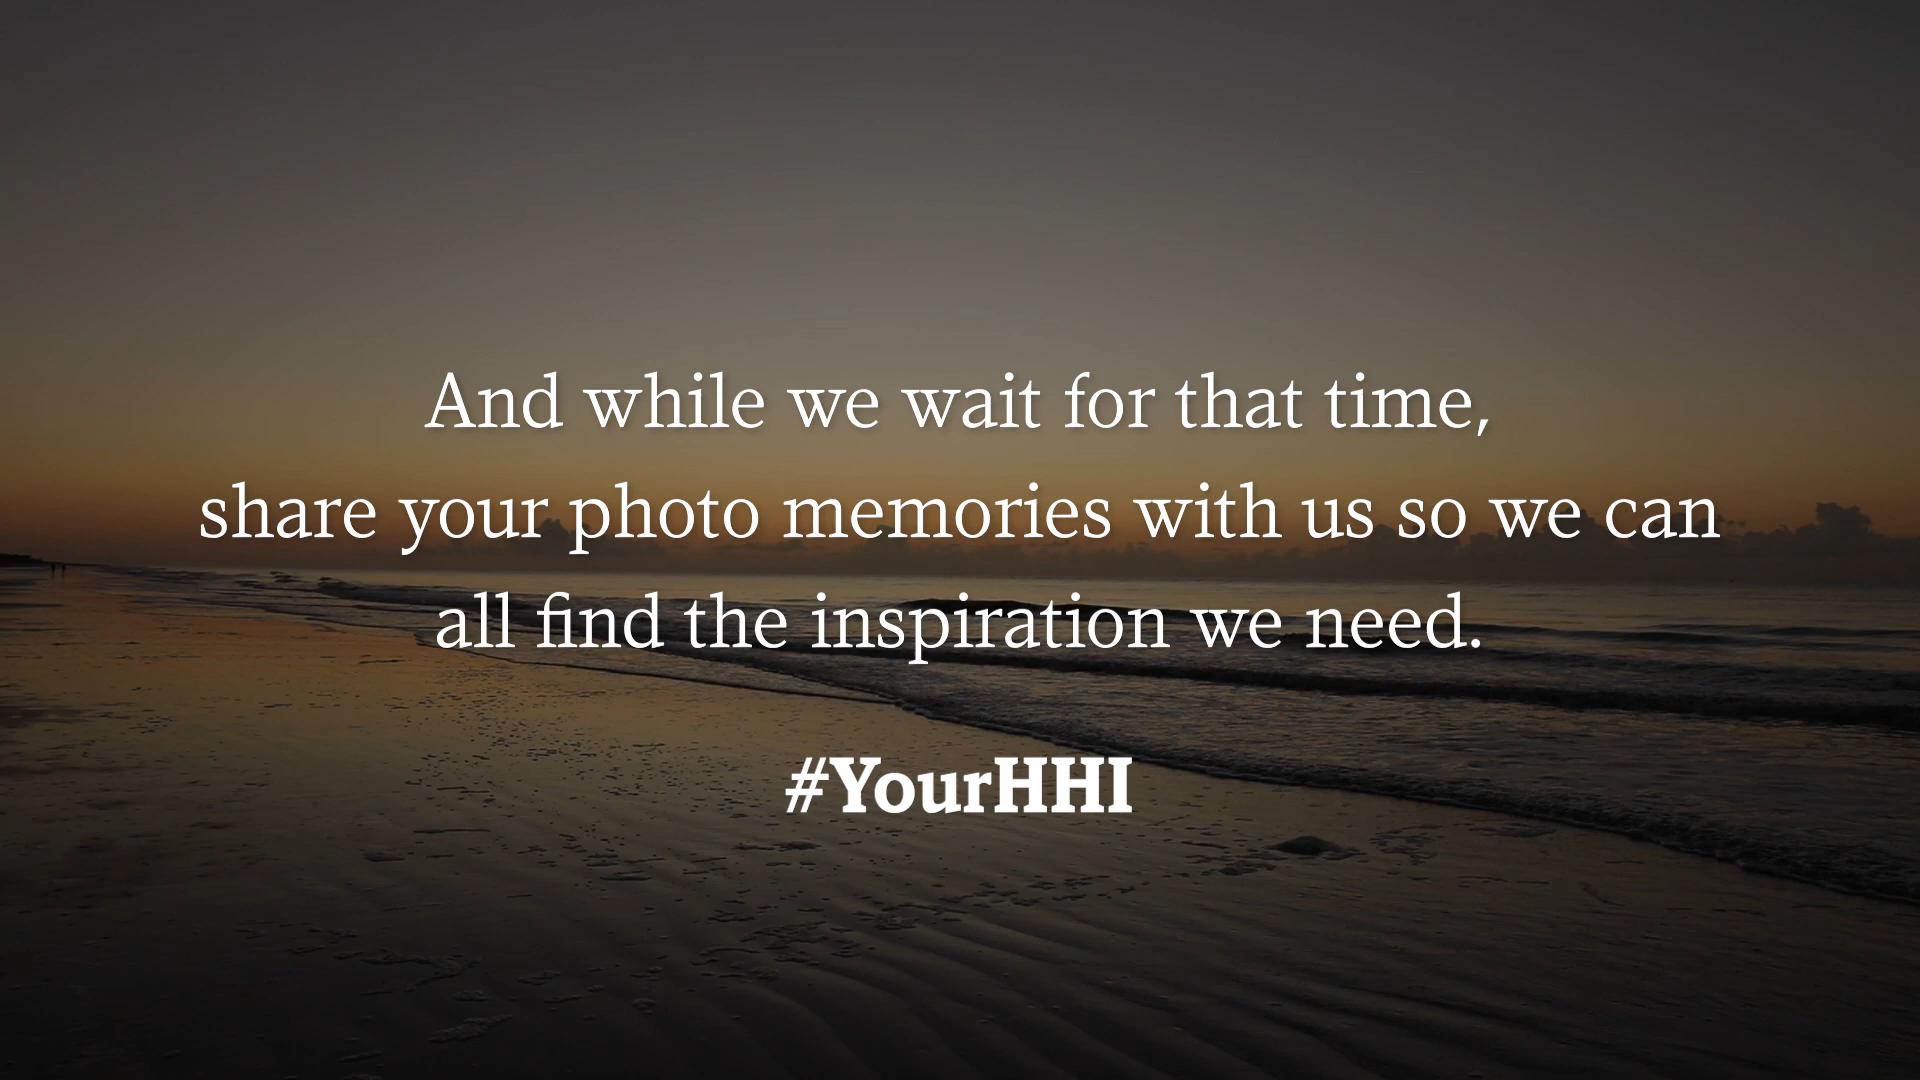 And while we wait for that time,
share your photo memories with us so we can
all find the inspiration we need.
#YourHHI